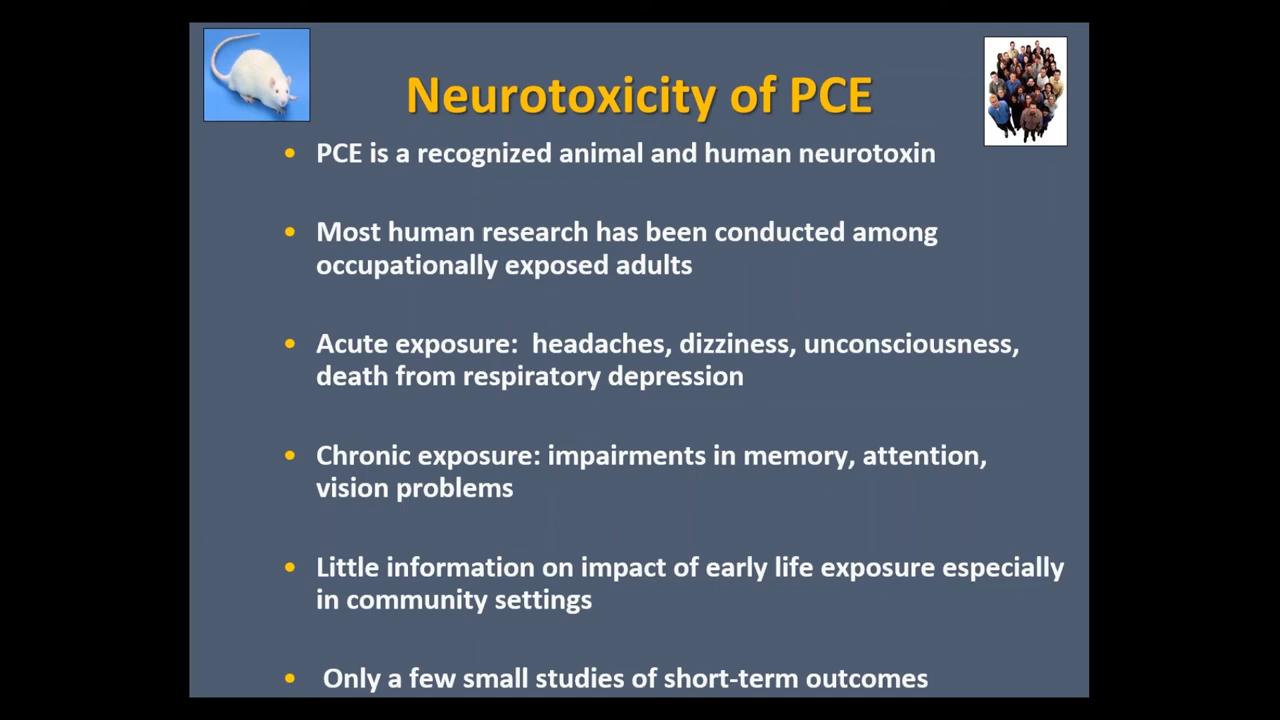 Neurotoxicity of PCE
• PCE is a recognized animal and human neurotoxin
• Most human research has been conducted among
occupationally exposed adults
• Acute exposure:  headaches, dizziness, unconsciousness,
death from respiratory depression
• Chronic exposure: impairments in memory, attention,
vision problems
• Little information on impact of early life exposure especially
in community settings
• Only a few small studies of short-term outcomes